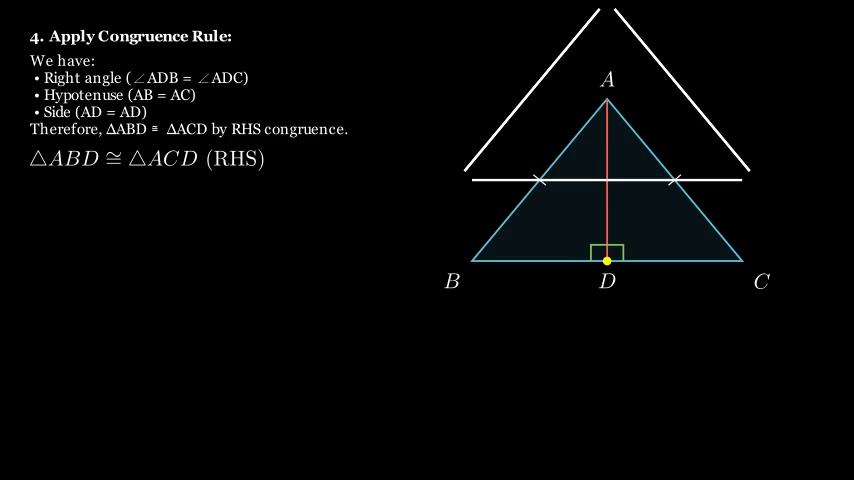 4. Apply Congruence Rule:
We have:
• Right angle (∠ADB = ∠ADC)
• Hypotenuse (AB = AC)
• Side (AD = AD)
Therefore, ΔABD ≅ ΔACD by RHS congruence.
△ABD ≅ △ACD (RHS)
A
B
D
C